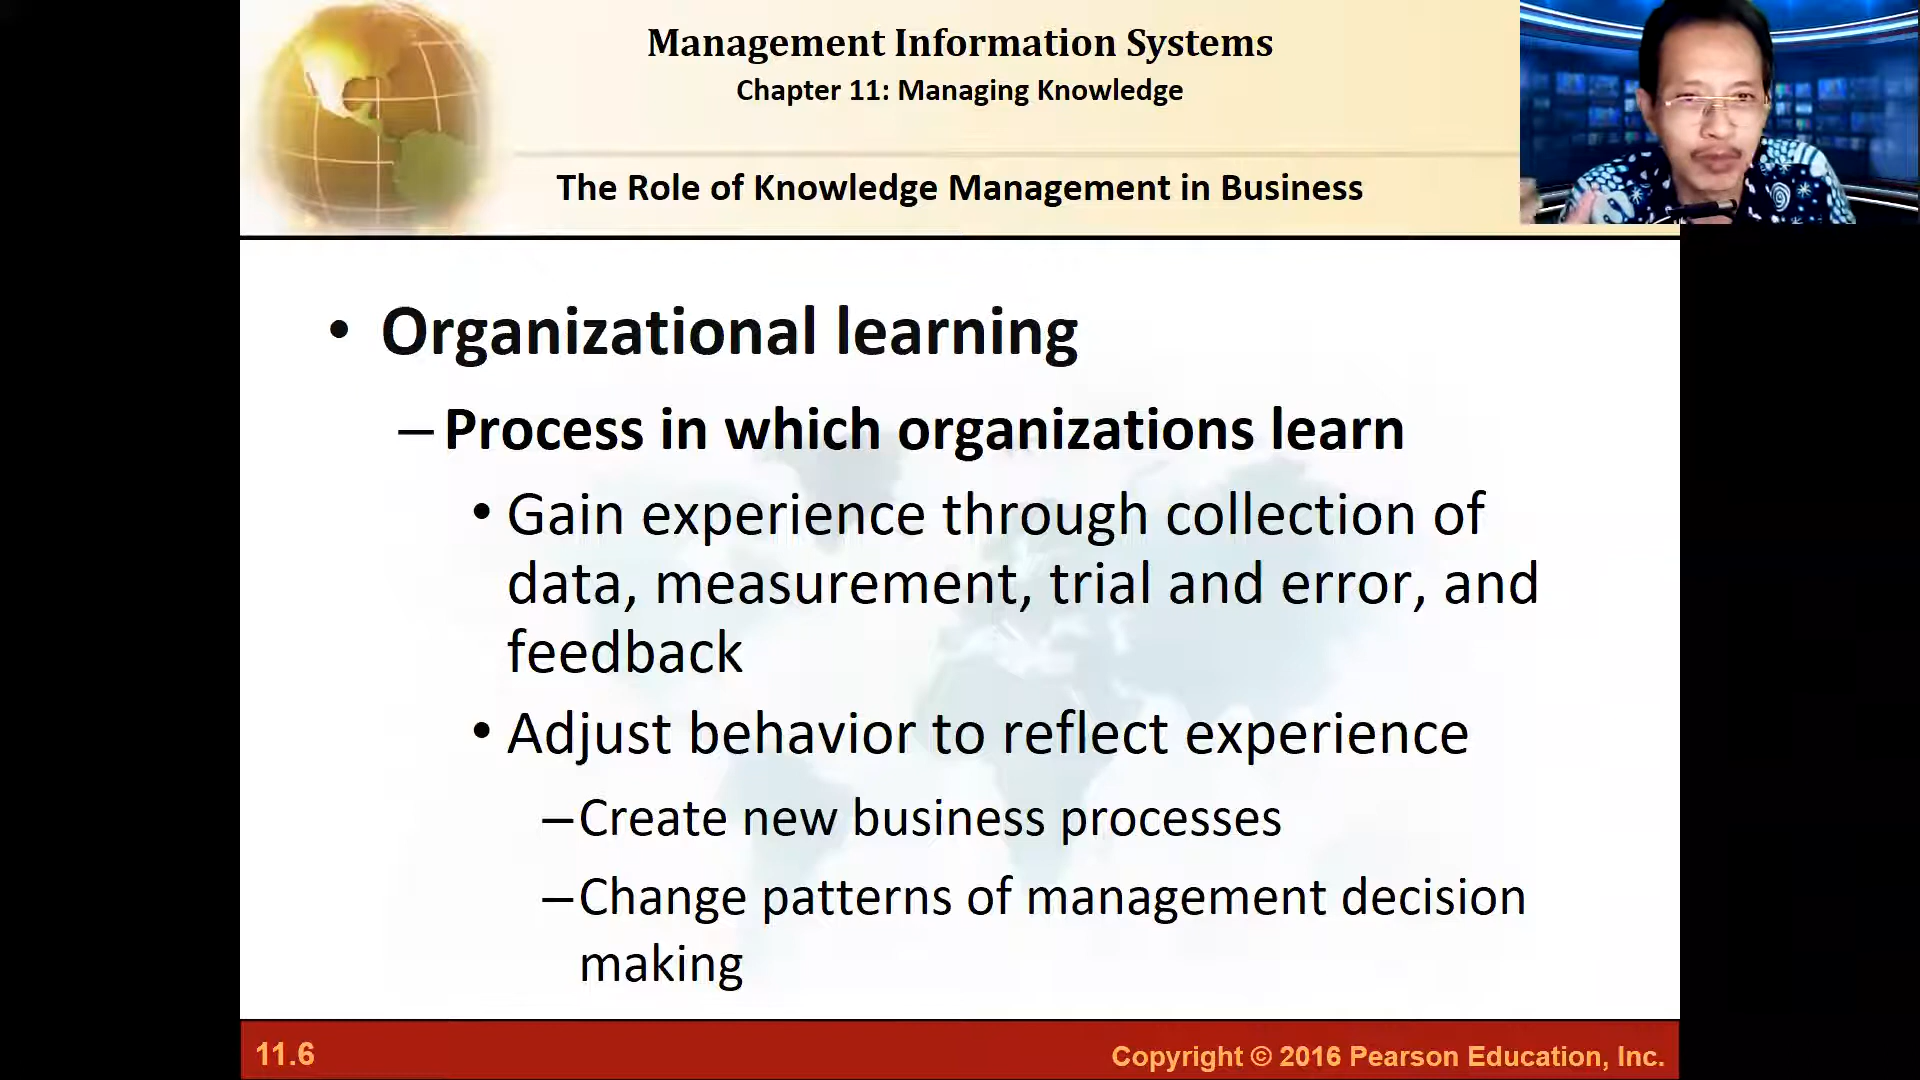 Management Information Systems
Chapter 11: Managing Knowledge
The Role of Knowledge Management in Business
• Organizational learning
– Process in which organizations learn
• Gain experience through collection of
data, measurement, trial and error, and
feedback
• Adjust behavior to reflect experience
– Create new business processes
– Change patterns of management decision
making
11.6
Copyright © 2016 Pearson Education, Inc.